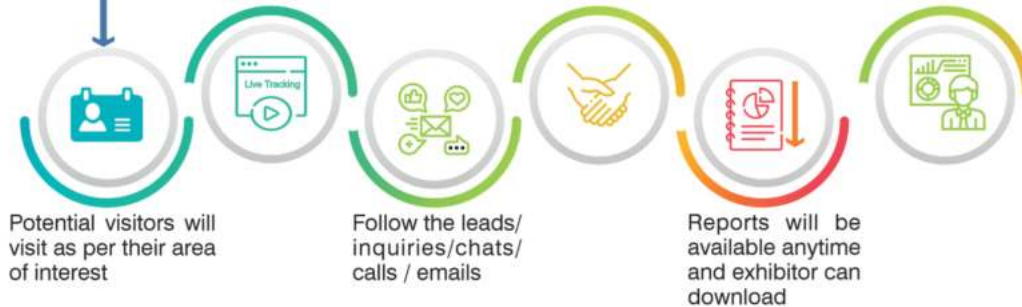 Live Tracking
Potential visitors will
visit as per their area
of interest
Follow the leads/
inquiries/chats/
calls / emails
Reports will be
available anytime
and exhibitor can
download